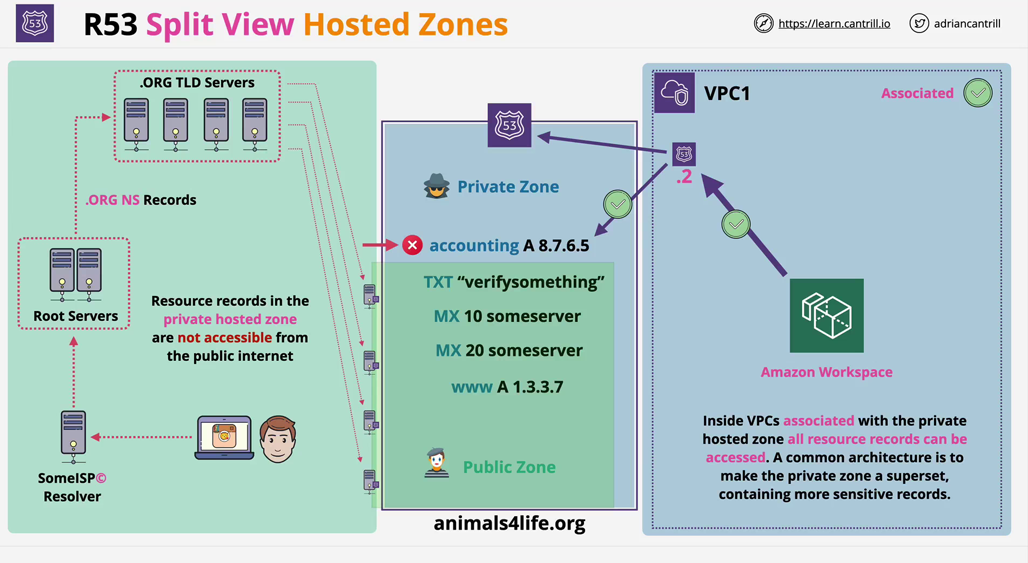 53
R53 Split View Hosted Zones
https://learn.cantrill.io
adriancantrill
.ORG TLD Servers
.ORG NS Records
Root Servers
Resource records in the
private hosted zone
are not accessible from
the public internet
SomeISP©
Resolver
53
Private Zone
accounting A 8.7.6.5
TXT “verifysomething”
MX 10 someserver
MX 20 someserver
www A 1.3.3.7
Public Zone
animals4life.org
VPC1
Associated
53
.2
Amazon Workspace
Inside VPCs associated with the private
hosted zone all resource records can be
accessed. A common architecture is to
make the private zone a superset,
containing more sensitive records.